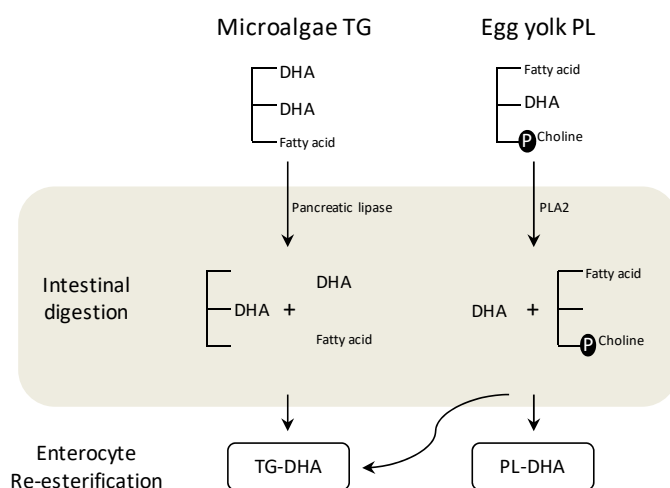 Microalgae TG
Egg yolk PL
DHA
DHA
Fatty acid
Fatty acid
DHA
P Choline
Pancreatic lipase
PLA2
Intestinal
digestion
DHA +
DHA
Fatty acid
DHA +
Fatty acid
P Choline
Enterocyte
Re-esterification
TG-DHA
PL-DHA